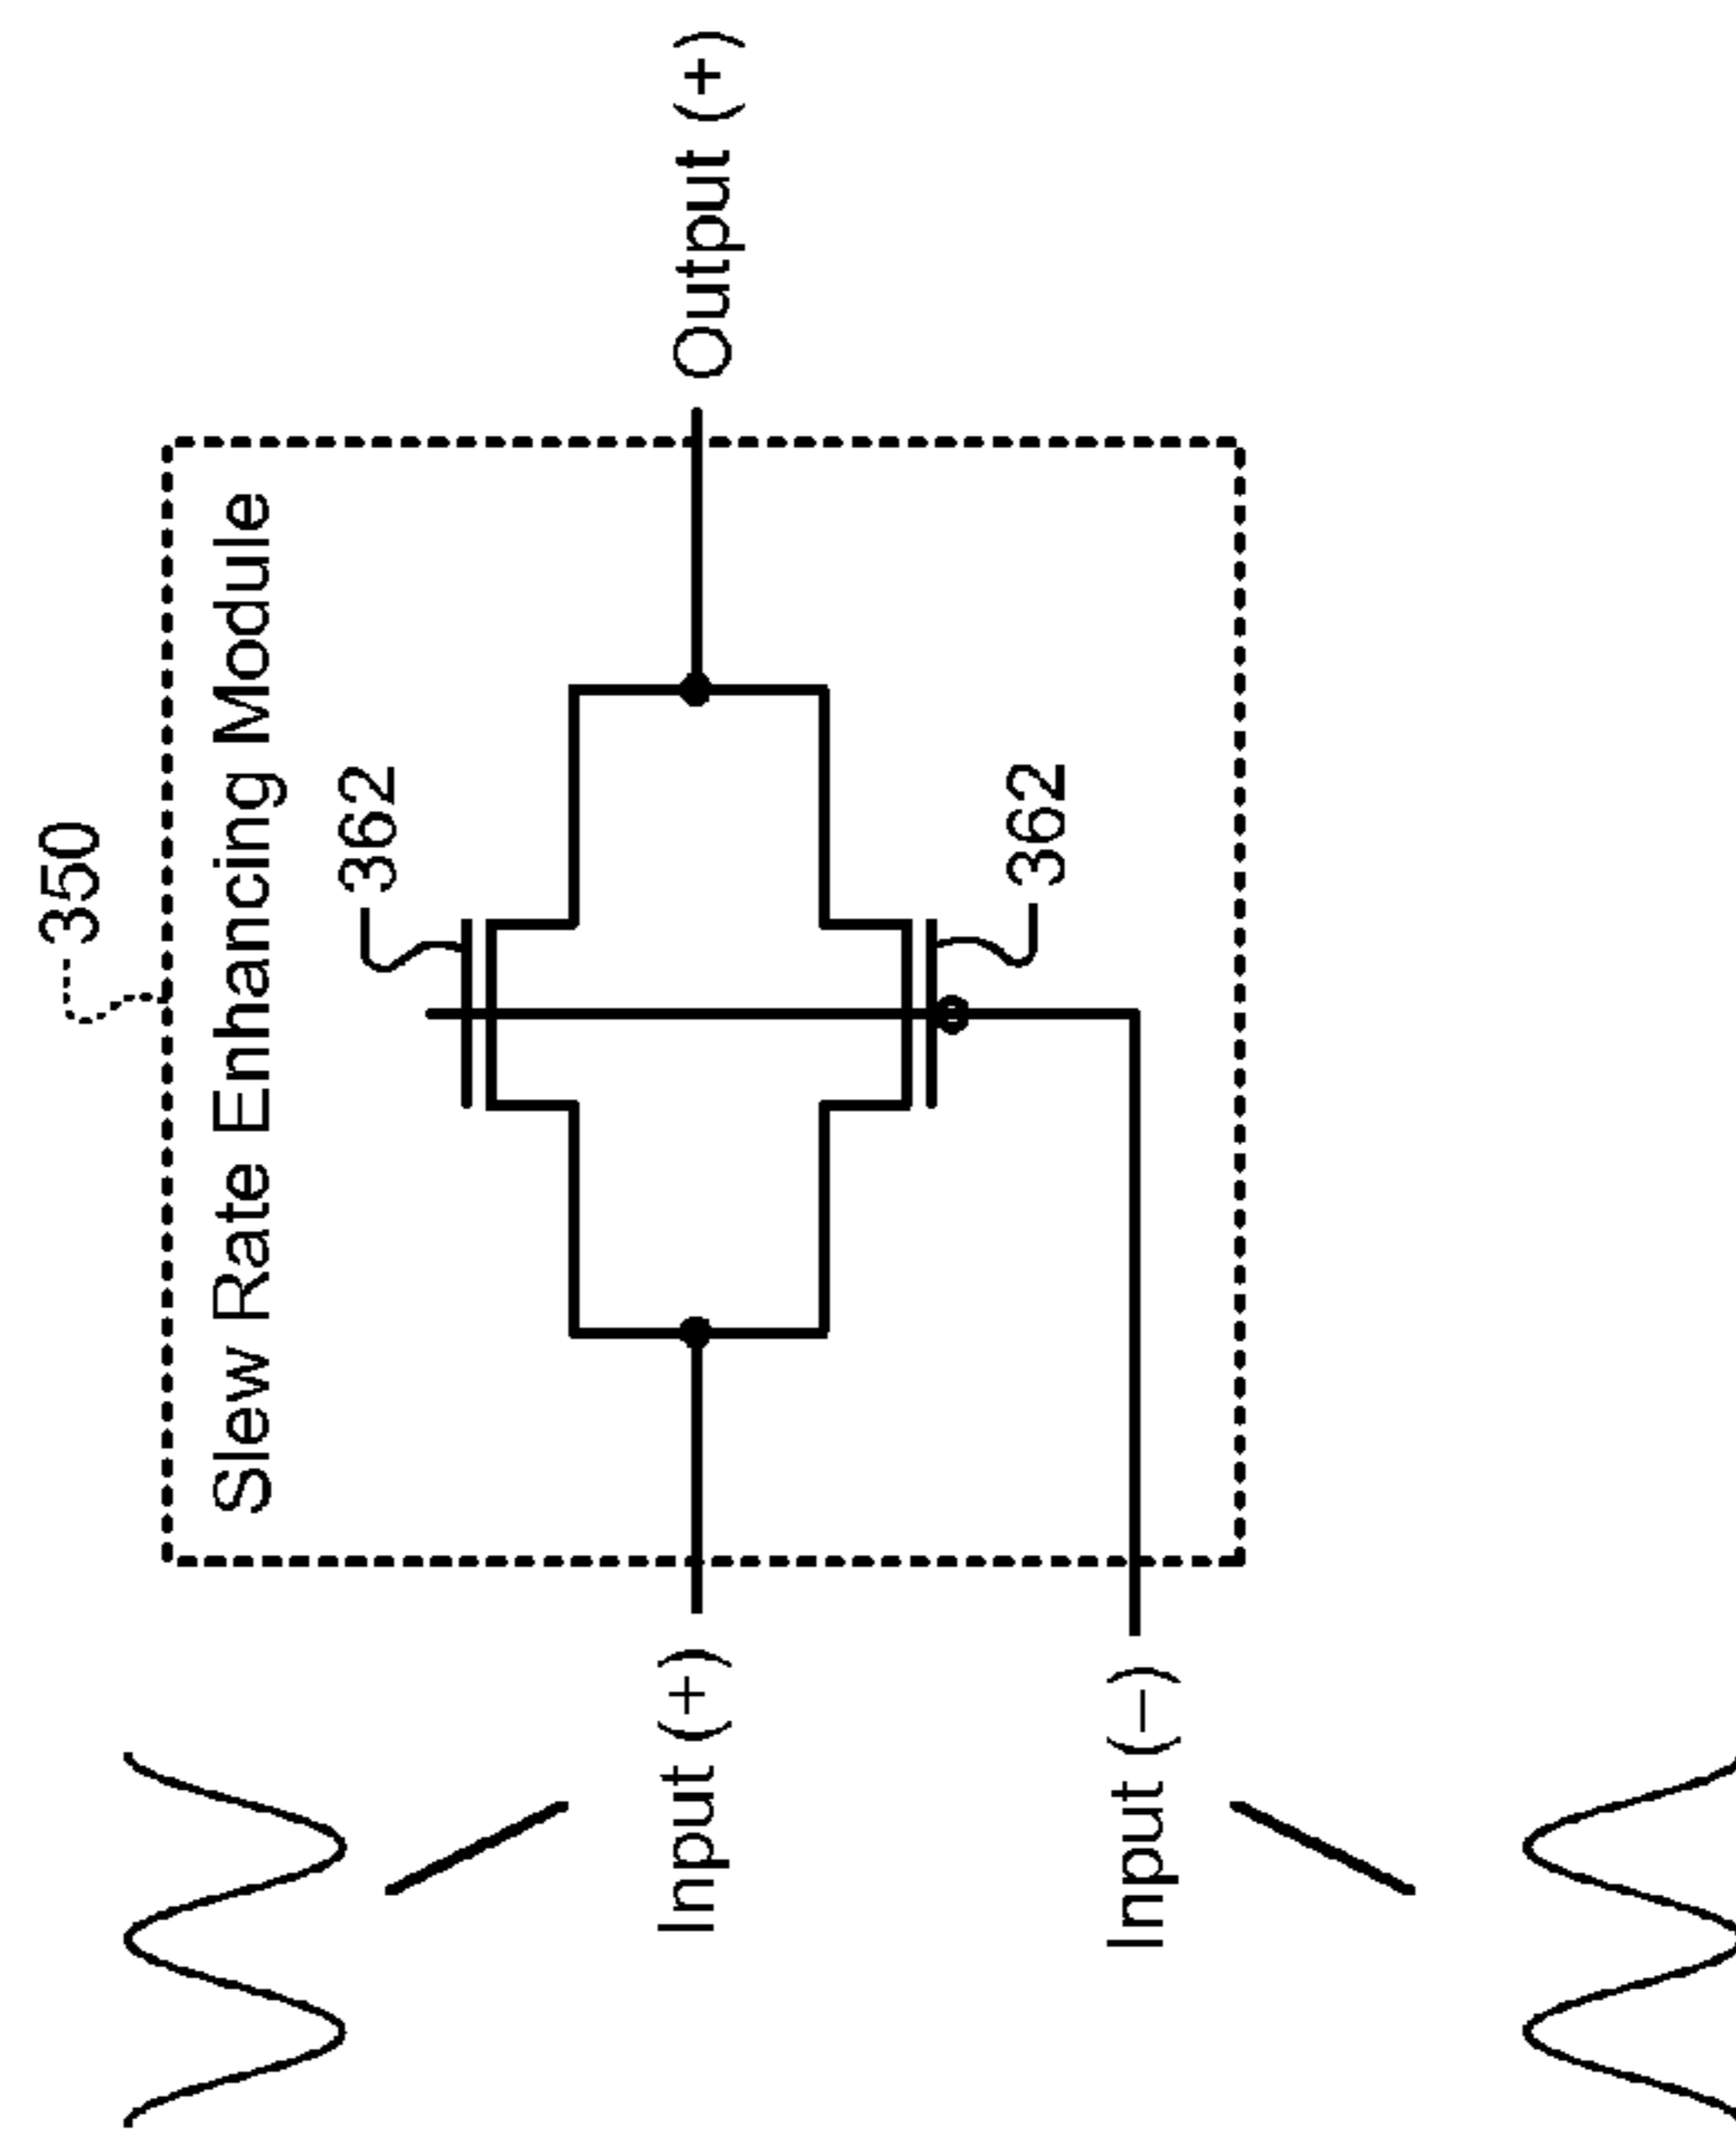 350
Slew Rate Enhancing Module
362
Input (+)
Output (+)
362
Input (−)